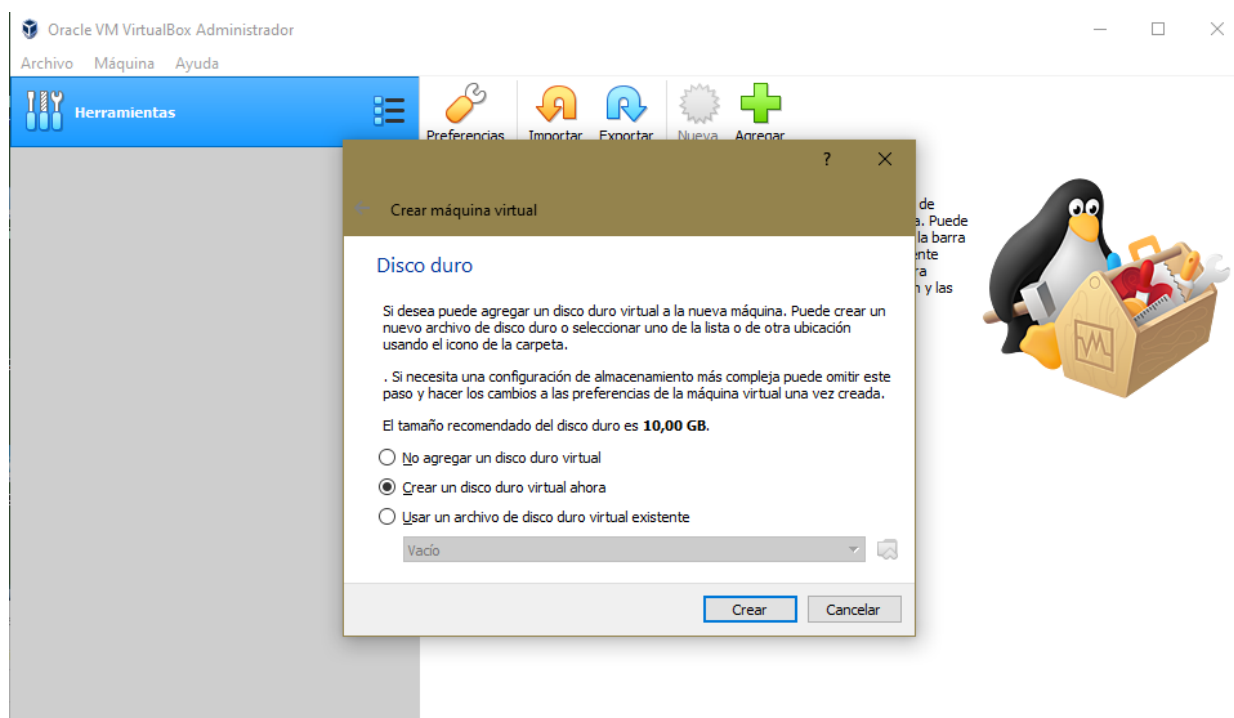 Oracle VM VirtualBox Administrador
Archivo Máquina Ayuda
Herramientas
Preferencias Importar Exportar Nueva Agregar
?
Crear máquina virtual
de
a. Puede
la barra
ente
ra
n y las
Disco duro
Si desea puede agregar un disco duro virtual a la nueva máquina. Puede crear un
nuevo archivo de disco duro o seleccionar uno de la lista o de otra ubicación
usando el icono de la carpeta.
. Si necesita una configuración de almacenamiento más compleja puede omitir este
paso y hacer los cambios a las preferencias de la máquina virtual una vez creada.
El tamaño recomendado del disco duro es 10,00 GB.
No agregar un disco duro virtual
Crear un disco duro virtual ahora
Usar un archivo de disco duro virtual existente
Vacío
Crear Cancelar